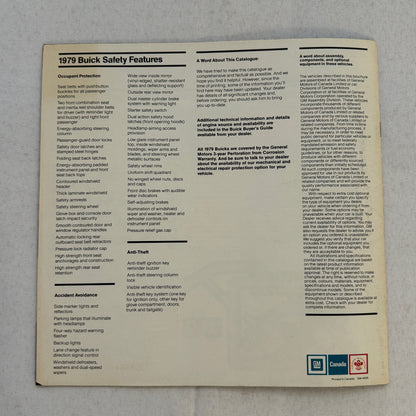 1979 Buick Safety Features
Occupant Protection
Seat belts with pushbutton
buckles for all passenger
positions
Two front combination seat
and inertia reel shoulder belts
for driver (with reminder light
and buzzer) and right front
passenger
Energy-absorbing steering
column
Passenger-guard door locks
Safety door latches and
stamped steel hinges
Folding seat back latches
Energy-absorbing padded
instrument panel and front
seat back tops
Contoured windshield
header
Thick laminate windshield
Safety armrests
Safety steering wheel
Glove box and console door
latch impact security
Smooth contoured door and
window regulator handles
Automatic locking rear
outboard seat belt retractors
Pressure lock radiator cap
High strength front seat
anchorages and construction
High strength rear seat
retention
Accident Avoidance
Side marker lights and
reflectors
Parking lamps that illuminate
with headlamps
Four-way hazard warning
flasher
Backup lights
Lane change feature in
direction signal control
Windshield defrosters,
washers and dual-speed
wipers
Wide view inside mirror
(vinyl-edged, shatter-resistant
glass and deflecting support)
Outside rear view mirror
Dual master cylinder brake
system with warning light
Starter safety switch
Dual action safety hood
latches (front opening hoods)
Headlamp aiming access
provision
Low glare instrument panel
top, inside windshield
moldings, wiper arms and
blades, and steering wheel
metallic surfaces
Safety wheel rims
Uniform shift quadrant
No winged wheel nuts, discs
and caps
Front disc brakes with audible
wear indicators
Self-adjusting brakes
Illumination of windshield
wiper and washer, heater and
defroster controls on
instrument panel
Pressure relief gas cap
Anti-Theft
Anti-theft ignition key
reminder buzzer
Anti-theft steering column
lock
Visible vehicle identification
Anti-theft key system (one key
for ignition only, other key for
glove compartment, doors,
trunk and tailgate)
A Word About This Catalogue
We have tried to make this catalogue as
comprehensive and factual as possible. And we
hope you find it helpful. However, since the
time of printing, some of the information you'll
find here may have been updated. Your dealer
has details of all significant changes and,
before ordering, you should ask him to bring
you up-to-date.
Additional technical information and details
of engine source and availability are
included in the Buick Buyer's Guide
available from your dealer.
All 1979 Buicks are covered by the General
Motors 3-year Perforation from Corrosion
Warranty. And be sure to talk to your dealer
about the availability of our mechanical and
electrical repair protection option for your
vehicle.
A word about assembly,
components, and optional
equipment in these vehicles.
The vehicles described in this brochure
are assembled at facilities of General
Motors of Canada Limited or related
Divisions or facilities of General
Motors Corporation operated by the
GM Assembly Division. These vehicles
incorporate thousands of different
components produced by General
Motors of Canada Limited or related
companies and by various suppliers to
General Motors of Canada Limited or
related companies. From time to time,
during the manufacturing process, it
may be necessary, in order to meet
public demand for particular vehicles or
equipment, or to meet federally
mandated emission and safety
requirements or fuel economy
guidelines, or for other reasons, to
produce vehicles with different
components or differently sourced
components than initially scheduled.
All such components have been
approved for use in our products by
General Motors of Canada Limited or
related companies and will provide the
quality performance associated with
our name.
With respect to extra cost optional
equipment, make certain you specify
the type of equipment you desire
on your vehicle when ordering it from
your dealer. Some options may be
unavailable when your car is built. Your
Dealer receives advice regarding
current availability of options. You may
ask the dealer for this information. GM
also requests the dealer to advise you if
an option you ordered is unavailable.
We suggest you verify that your car
includes the optional equipment you
ordered or, if there are changes, that
they are acceptable to you.
All illustrations and specifications
contained in this catalogue are based
on the latest product information
available at time of publication
approval. The right is reserved to make
changes at any time, without notice, in
prices, colours, materials, equipment,
specifications and models, and to
discontinue models. Some of the
equipment shown or described
throughout this catalogue is available at
extra cost. Check with your dealer for
complete information.
GM
Canada
Printed in Canada